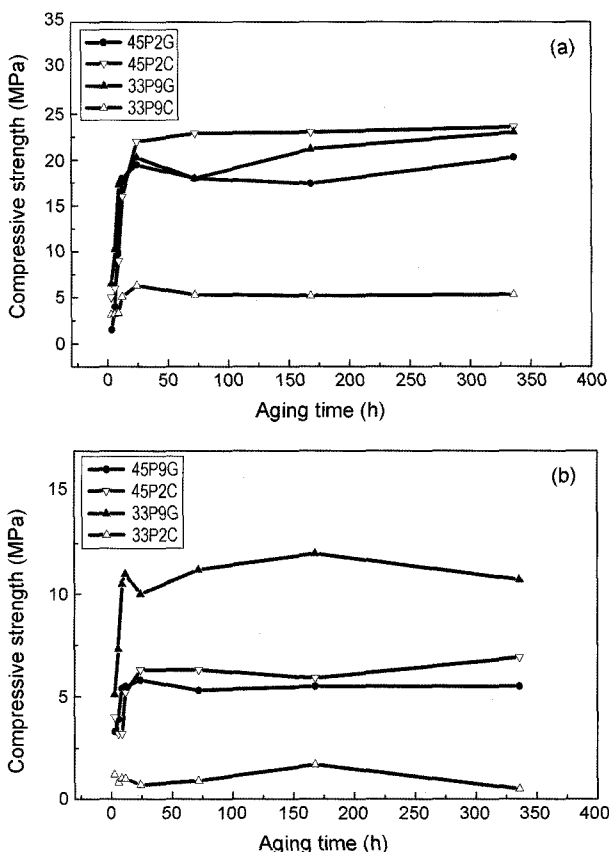 (a)
45P2G
45P2C
33P9G
33P9C
Compressive strength (MPa)
35
30
25
20
15
10
5
0
0 50 100 150 200 250 300 350 400
Aging time (h)
(b)
45P9G
45P2C
33P9G
33P2C
Compressive strength (MPa)
15
10
5
0
0 50 100 150 200 250 300 350 400
Aging time (h)